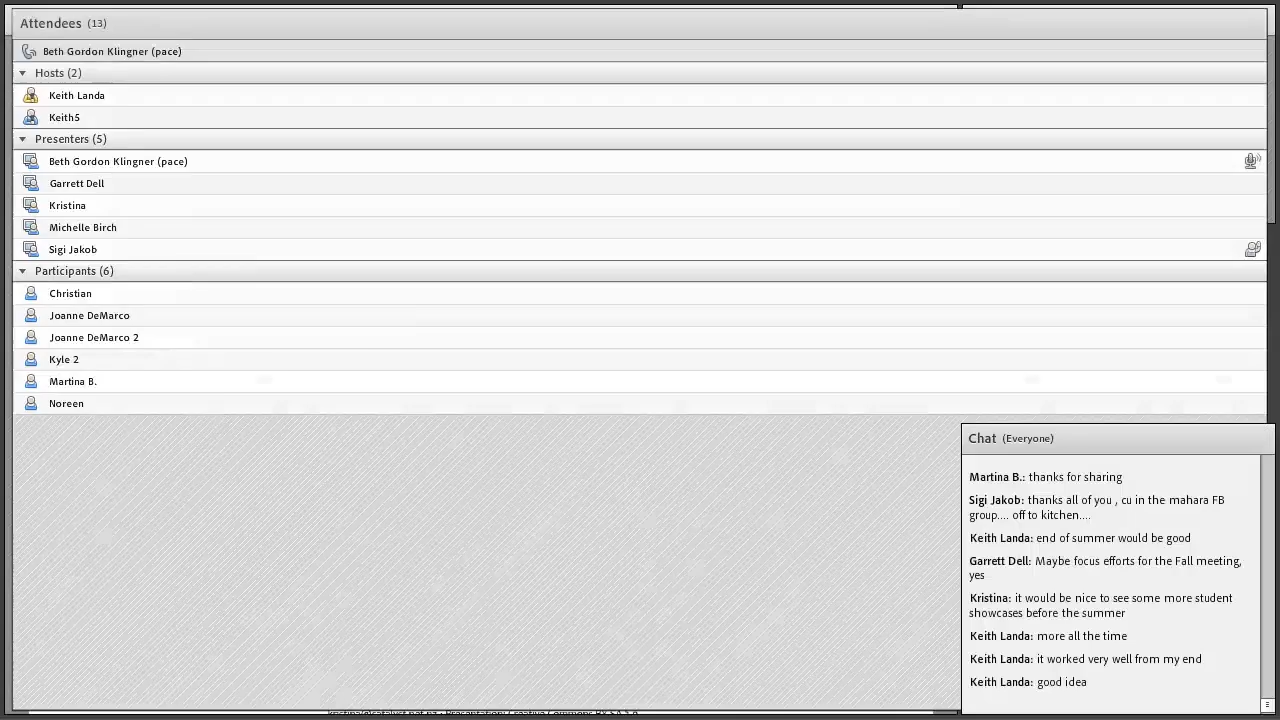 Attendees (13)
Beth Gordon Klingner (pace)
Hosts (2)
Keith Landa
Keith5
Presenters (5)
Beth Gordon Klingner (pace)
Garrett Dell
Kristina
Michelle Birch
Sigi Jakob
Participants (6)
Christian
Joanne DeMarco
Joanne DeMarco 2
Kyle 2
Martina B.
Noreen
Chat (Everyone)
Martina B.: thanks for sharing
Sigi Jakob: thanks all of you , cu in the mahara FB
group.... off to kitchen....
Keith Landa: end of summer would be good
Garrett Dell: Maybe focus efforts for the Fall meeting,
yes
Kristina: it would be nice to see some more student
showcases before the summer
Keith Landa: more all the time
Keith Landa: it worked very well from my end
Keith Landa: good idea